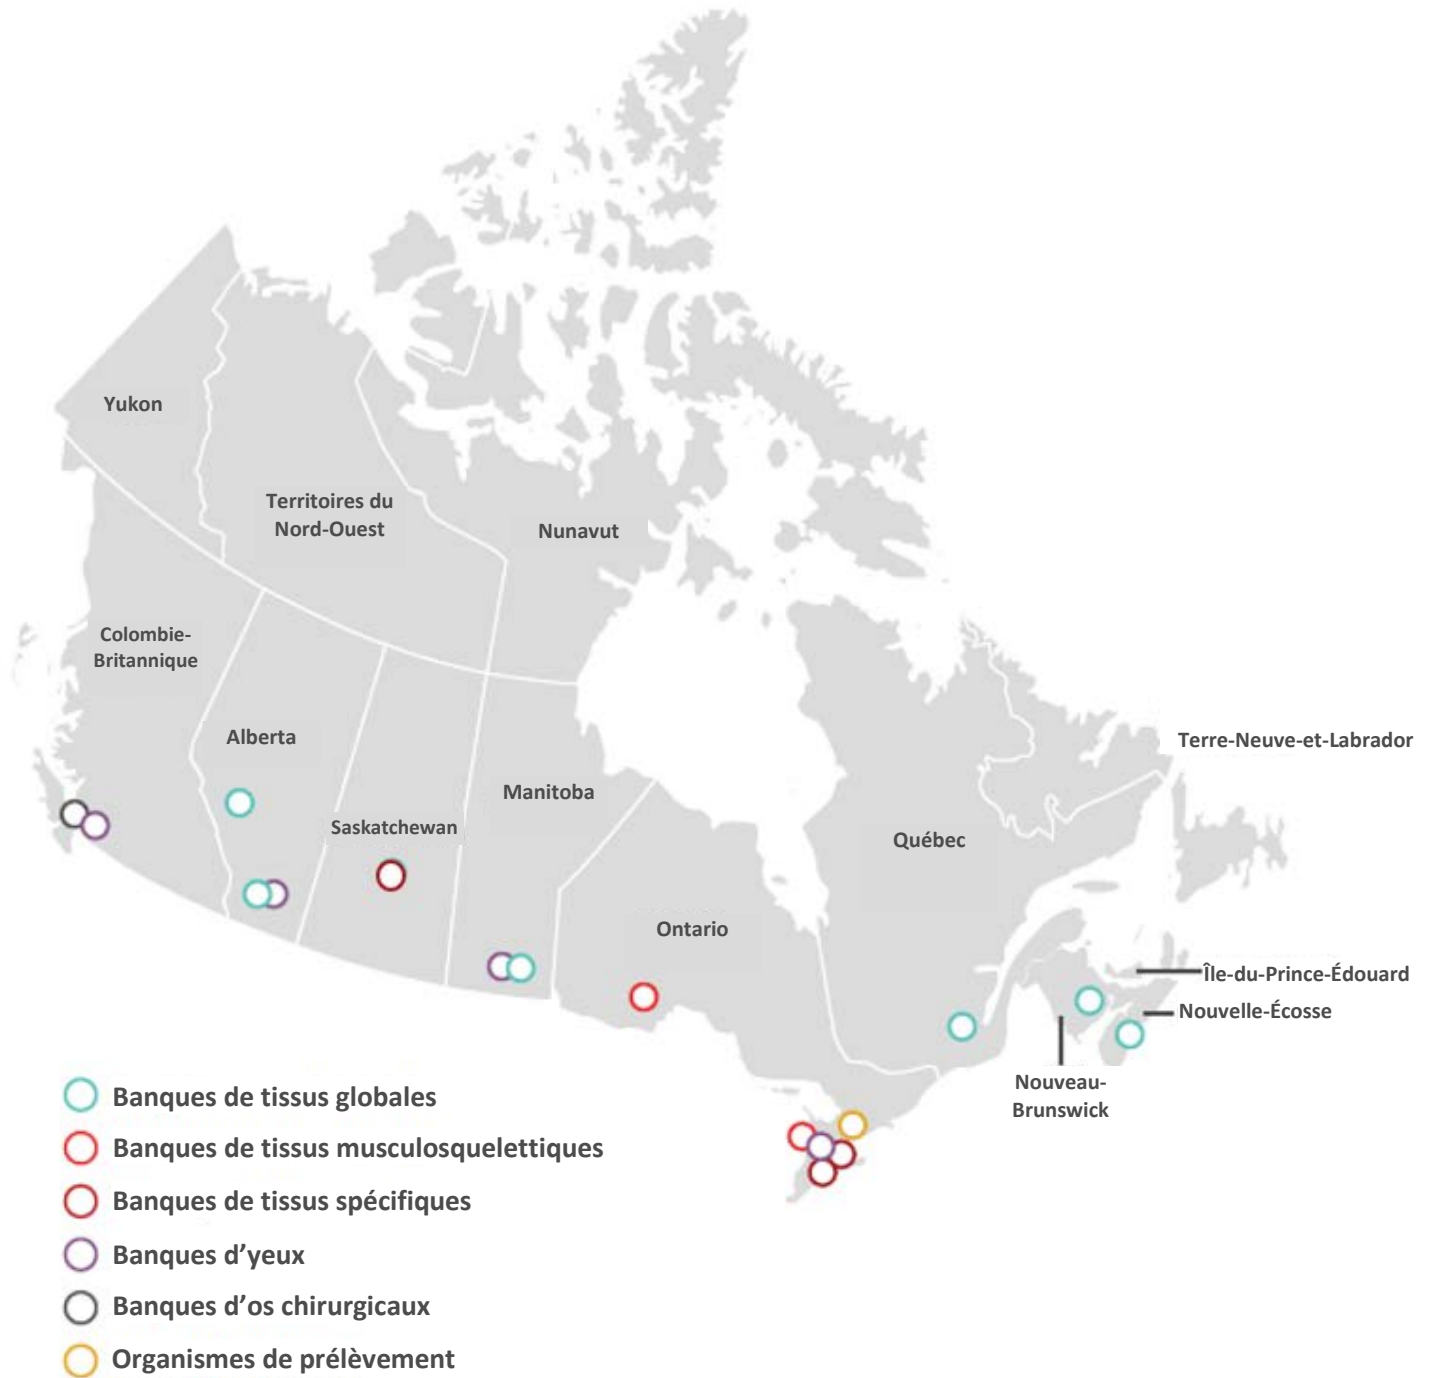 Yukon
Territoires du
Nord-Ouest
Nunavut
Colombie-
Britannique
Alberta
Terre-Neuve-et-Labrador
Manitoba
Saskatchewan
Québec
Ontario
Île-du-Prince-Édouard
Nouvelle-Écosse
Nouveau-
Brunswick
Banques de tissus globales
Banques de tissus musculosquelettiques
Banques de tissus spécifiques
Banques d’yeux
Banques d’os chirurgicaux
Organismes de prélèvement